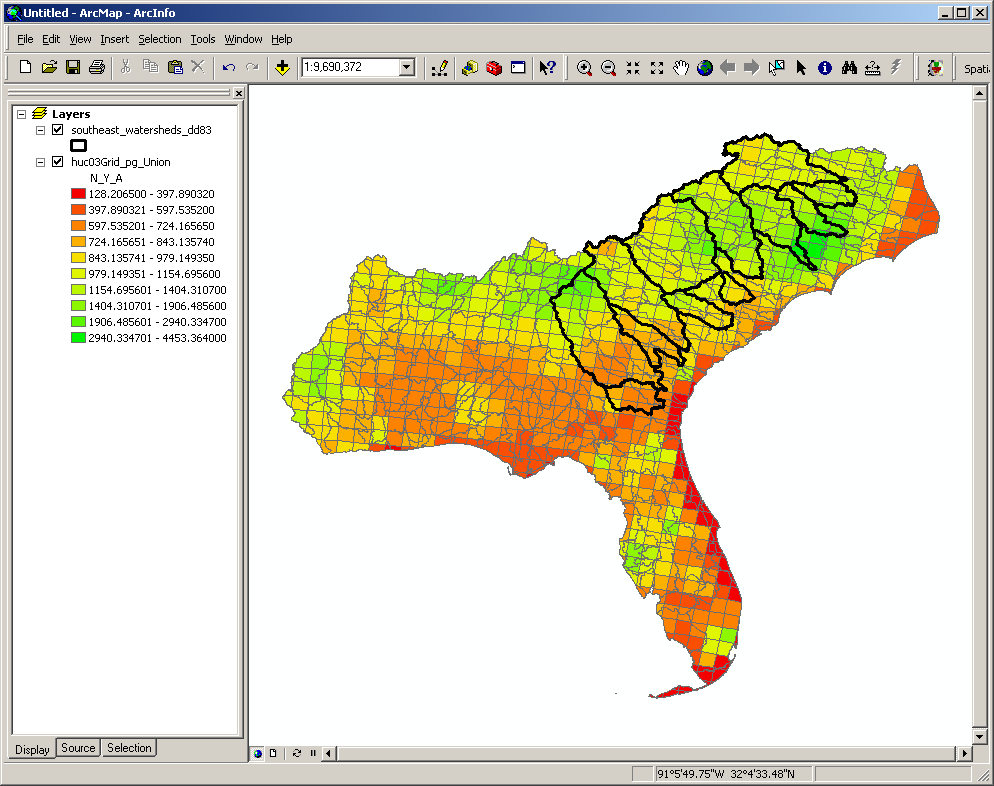 Untitled - ArcMap - ArcInfo
File Edit View Insert Selection Tools Window Help
1:9,690,372
Spati
Layers
southeast_watersheds_dd83
huc03Grid_pg_Union
N_Y_A
128.206500 - 397.890320
397.890321 - 597.535200
597.535201 - 724.165650
724.165651 - 843.135740
843.135741 - 979.149350
979.149351 - 1154.695600
1154.695601 - 1404.310700
1404.310701 - 1906.485600
1906.485601 - 2940.334700
2940.334701 - 4453.364000
Display Source Selection
91°5'49.75"W 32°4'33.48"N